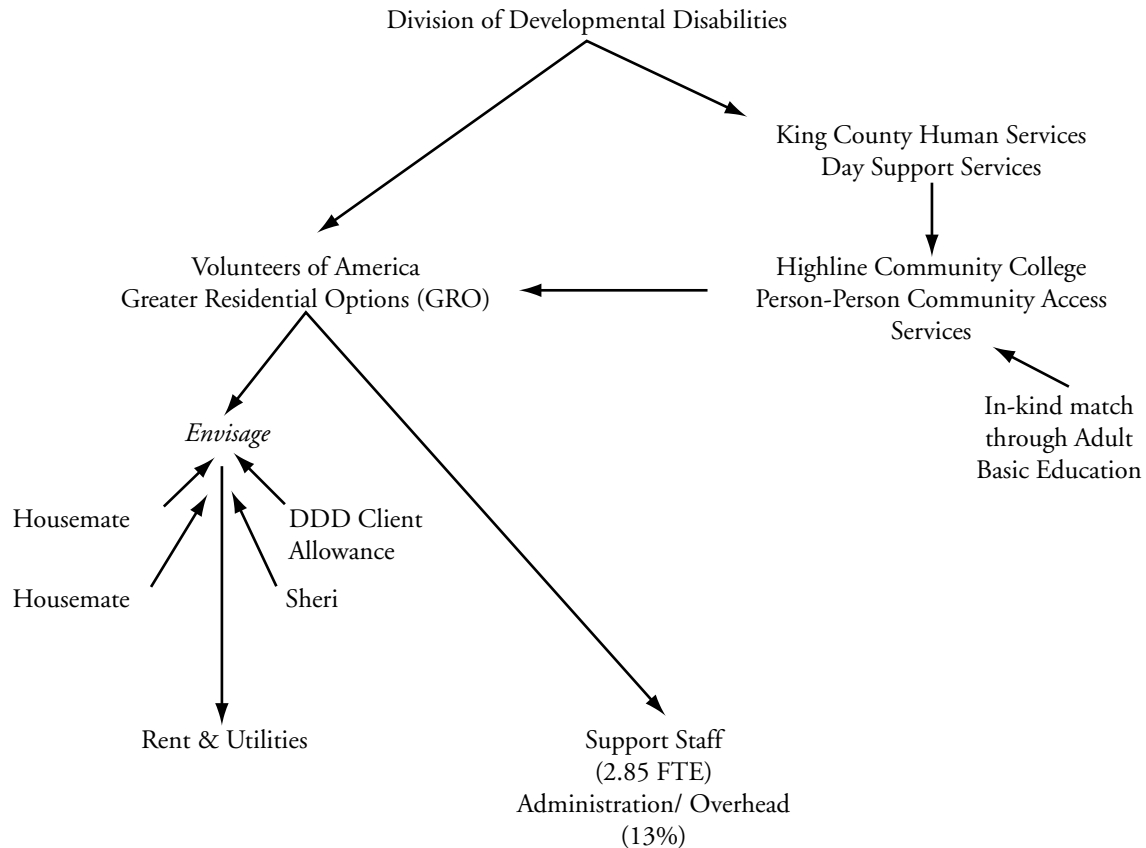 Division of Developmental Disabilities
King County Human Services
Day Support Services
Volunteers of America
Greater Residential Options (GRO)
Highline Community College
Person-Person Community Access
Services
In-kind match
through Adult
Basic Education
Envisage
Housemate
DDD Client
Allowance
Housemate
Sheri
Rent & Utilities
Support Staff
(2.85 FTE)
Administration/ Overhead
(13%)